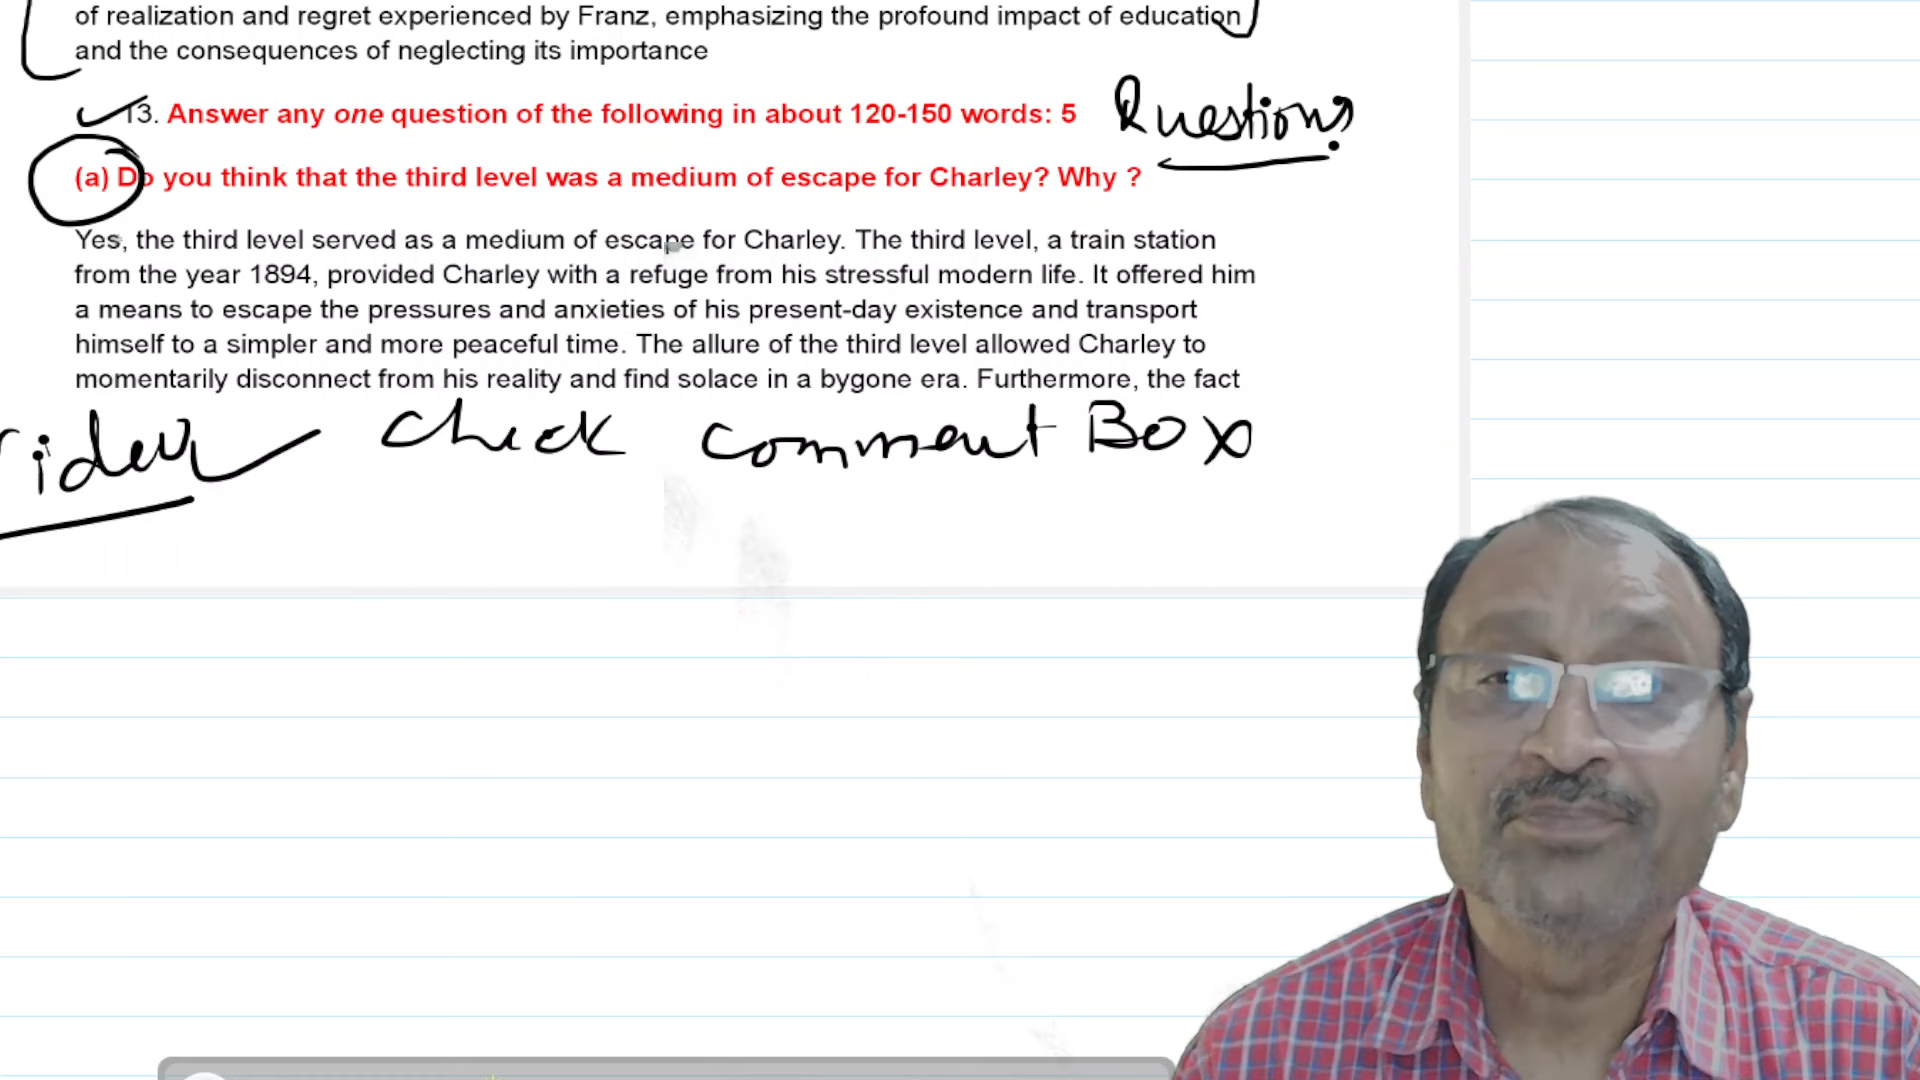 of realization and regret experienced by Franz, emphasizing the profound impact of education
and the consequences of neglecting its importance
13. Answer any one question of the following in about 120-150 words: 5
Questions
(a) Do you think that the third level was a medium of escape for Charley? Why ?
Yes, the third level served as a medium of escape for Charley. The third level, a train station
from the year 1894, provided Charley with a refuge from his stressful modern life. It offered him
a means to escape the pressures and anxieties of his present-day existence and transport
himself to a simpler and more peaceful time. The allure of the third level allowed Charley to
momentarily disconnect from his reality and find solace in a bygone era. Furthermore, the fact
check comment Box